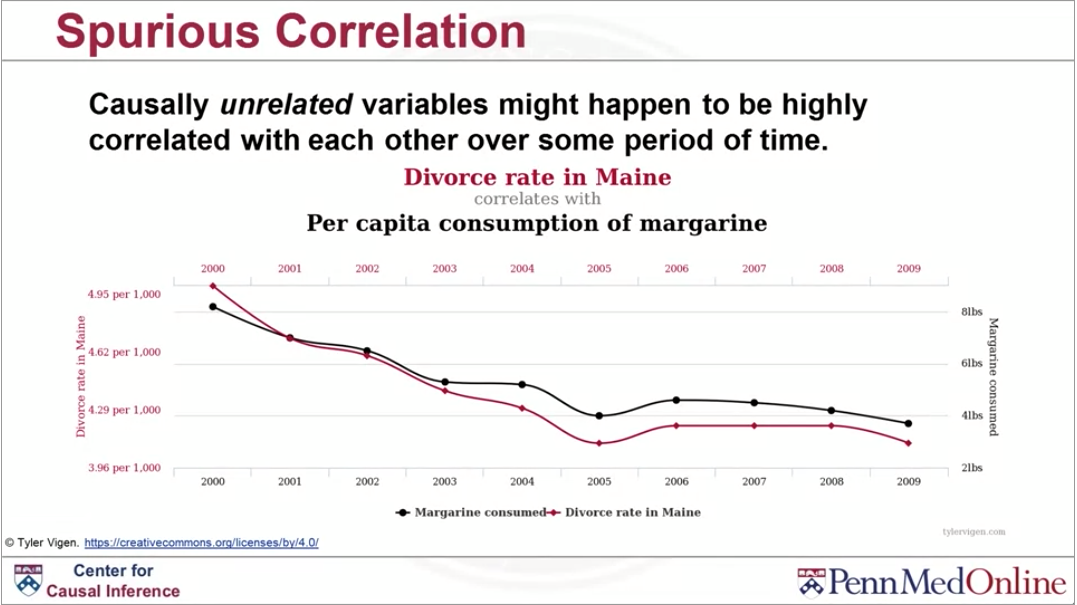 Spurious Correlation
Causally unrelated variables might happen to be highly
correlated with each other over some period of time.
Divorce rate in Maine
correlates with
Per capita consumption of margarine
2000 2001 2002 2003 2004 2005 2006 2007 2008 2009
Divorce rate in Maine
4.95 per 1,000
4.62 per 1,000
4.29 per 1,000
3.96 per 1,000
8lbs
6lbs
4lbs
2lbs
Margarine consumed
2000 2001 2002 2003 2004 2005 2006 2007 2008 2009
Margarine consumed Divorce rate in Maine
tylervigen.com
© Tyler Vigen. https://creativecommons.org/licenses/by/4.0/
Center for
Causal Inference
PennMedOnline